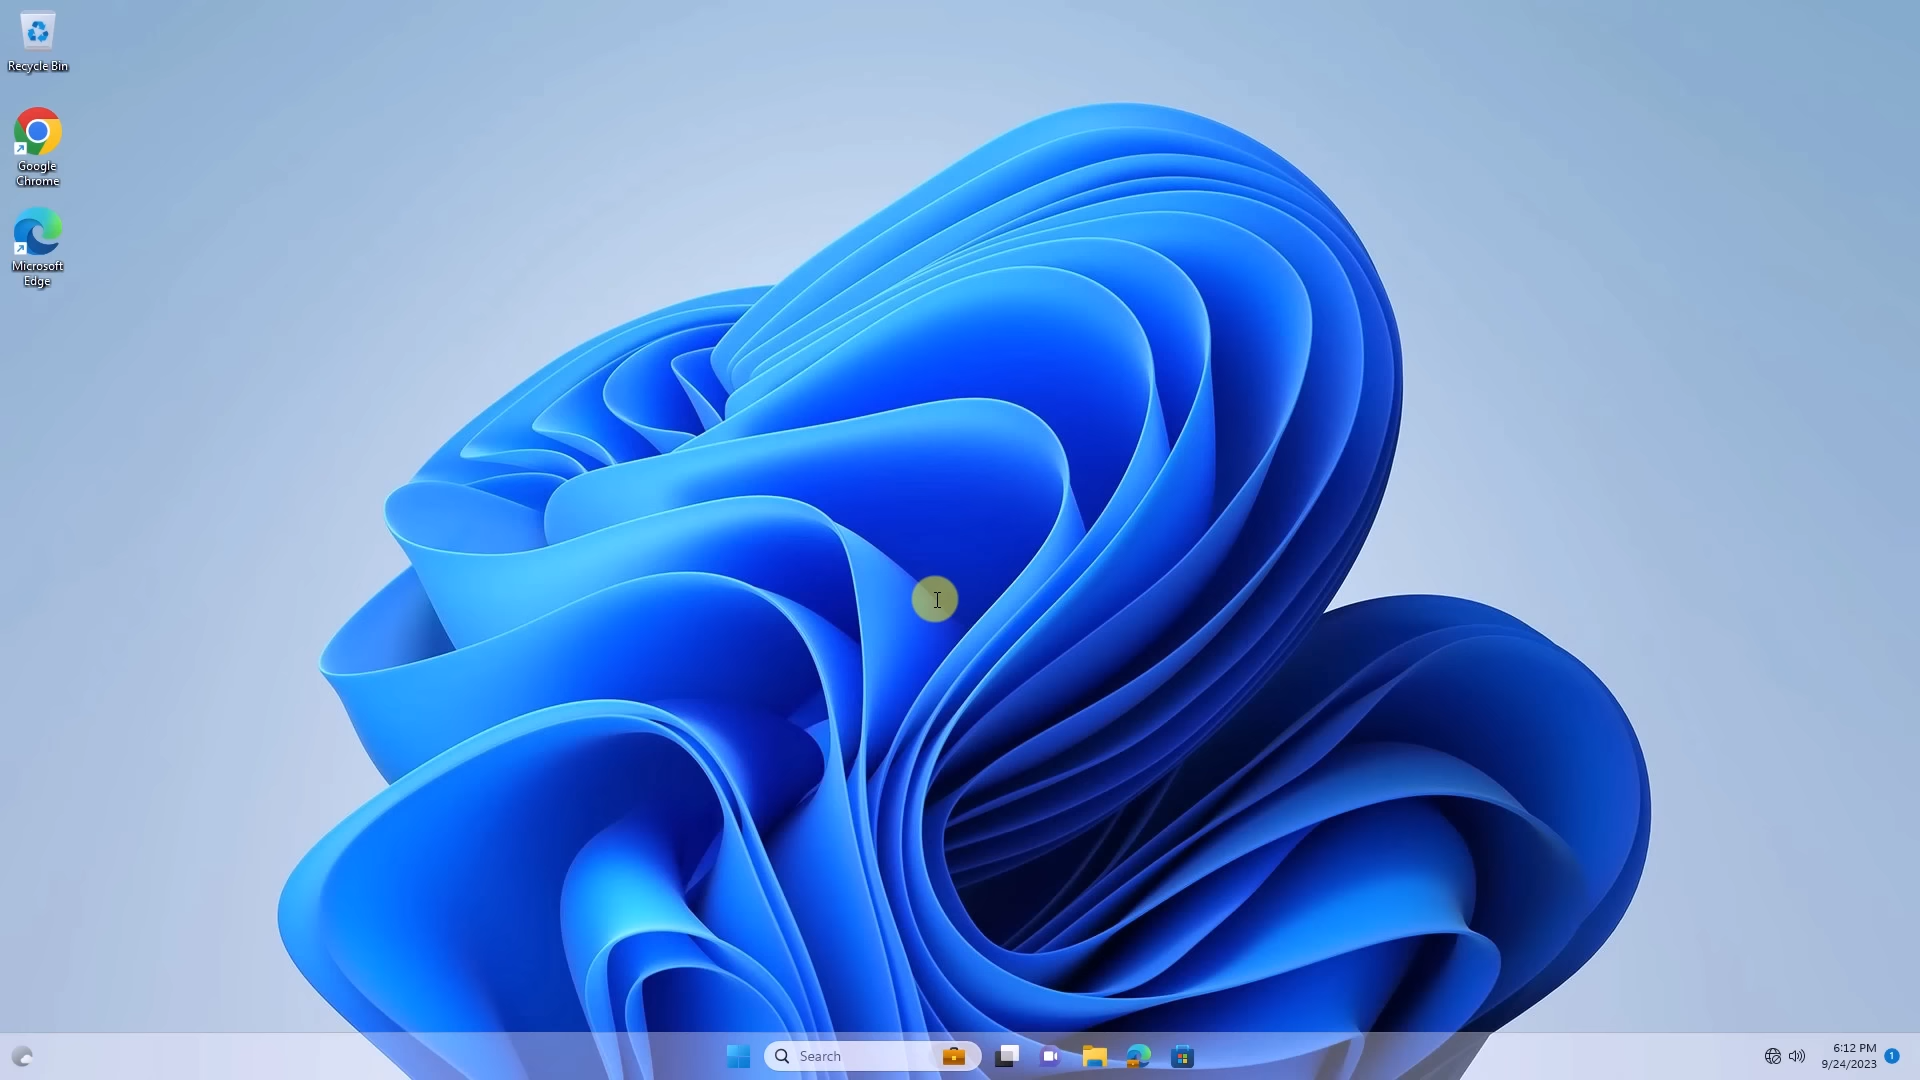 Recycle Bin
Google
Chrome
Microsoft
Edge
Search
6:12 PM
9/24/2023
1